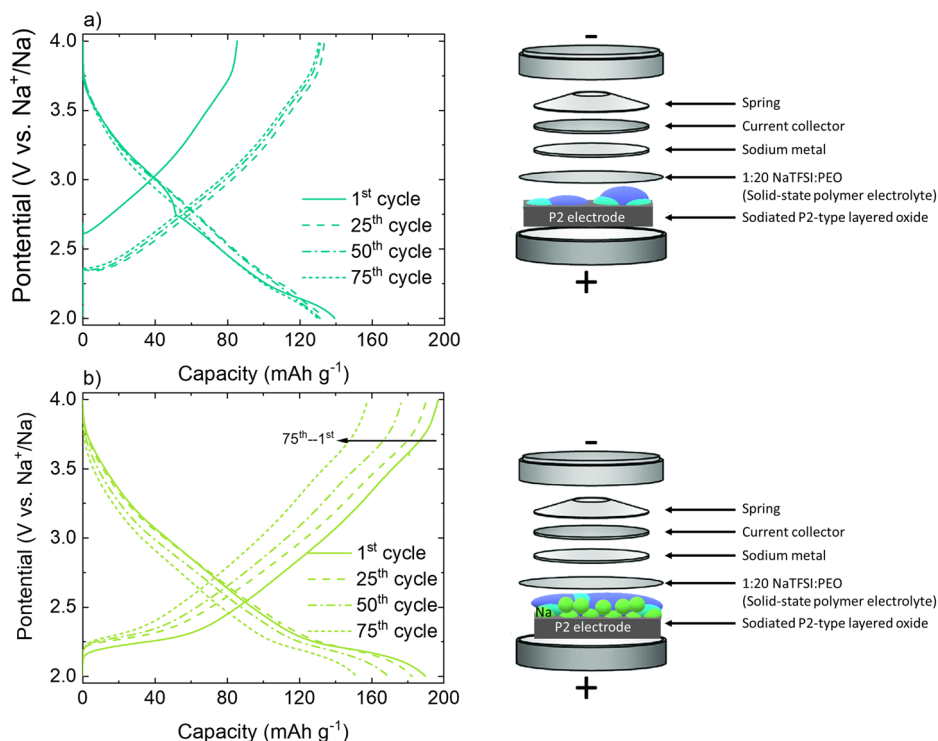 a)
Pontential (V vs. Na⁺/Na)
4.0
3.5
3.0
2.5
2.0
1ˢᵗ cycle
25ᵗʰ cycle
50ᵗʰ cycle
75ᵗʰ cycle
0 40 80 120 160 200
Capacity (mAh g⁻¹)
-
Spring
Current collector
Sodium metal
1:20 NaTFSI:PEO
(Solid-state polymer electrolyte)
P2 electrode
Sodiated P2-type layered oxide
+
b)
Potential (V vs. Na⁺/Na)
4.0
3.5
3.0
2.5
2.0
75ᵗʰ--1ˢᵗ
1ˢᵗ cycle
25ᵗʰ cycle
50ᵗʰ cycle
75ᵗʰ cycle
0 40 80 120 160 200
Capacity (mAh g⁻¹)
-
Spring
Current collector
Sodium metal
1:20 NaTFSI:PEO
(Solid-state polymer electrolyte)
Na
P2 electrode
Sodiated P2-type layered oxide
+